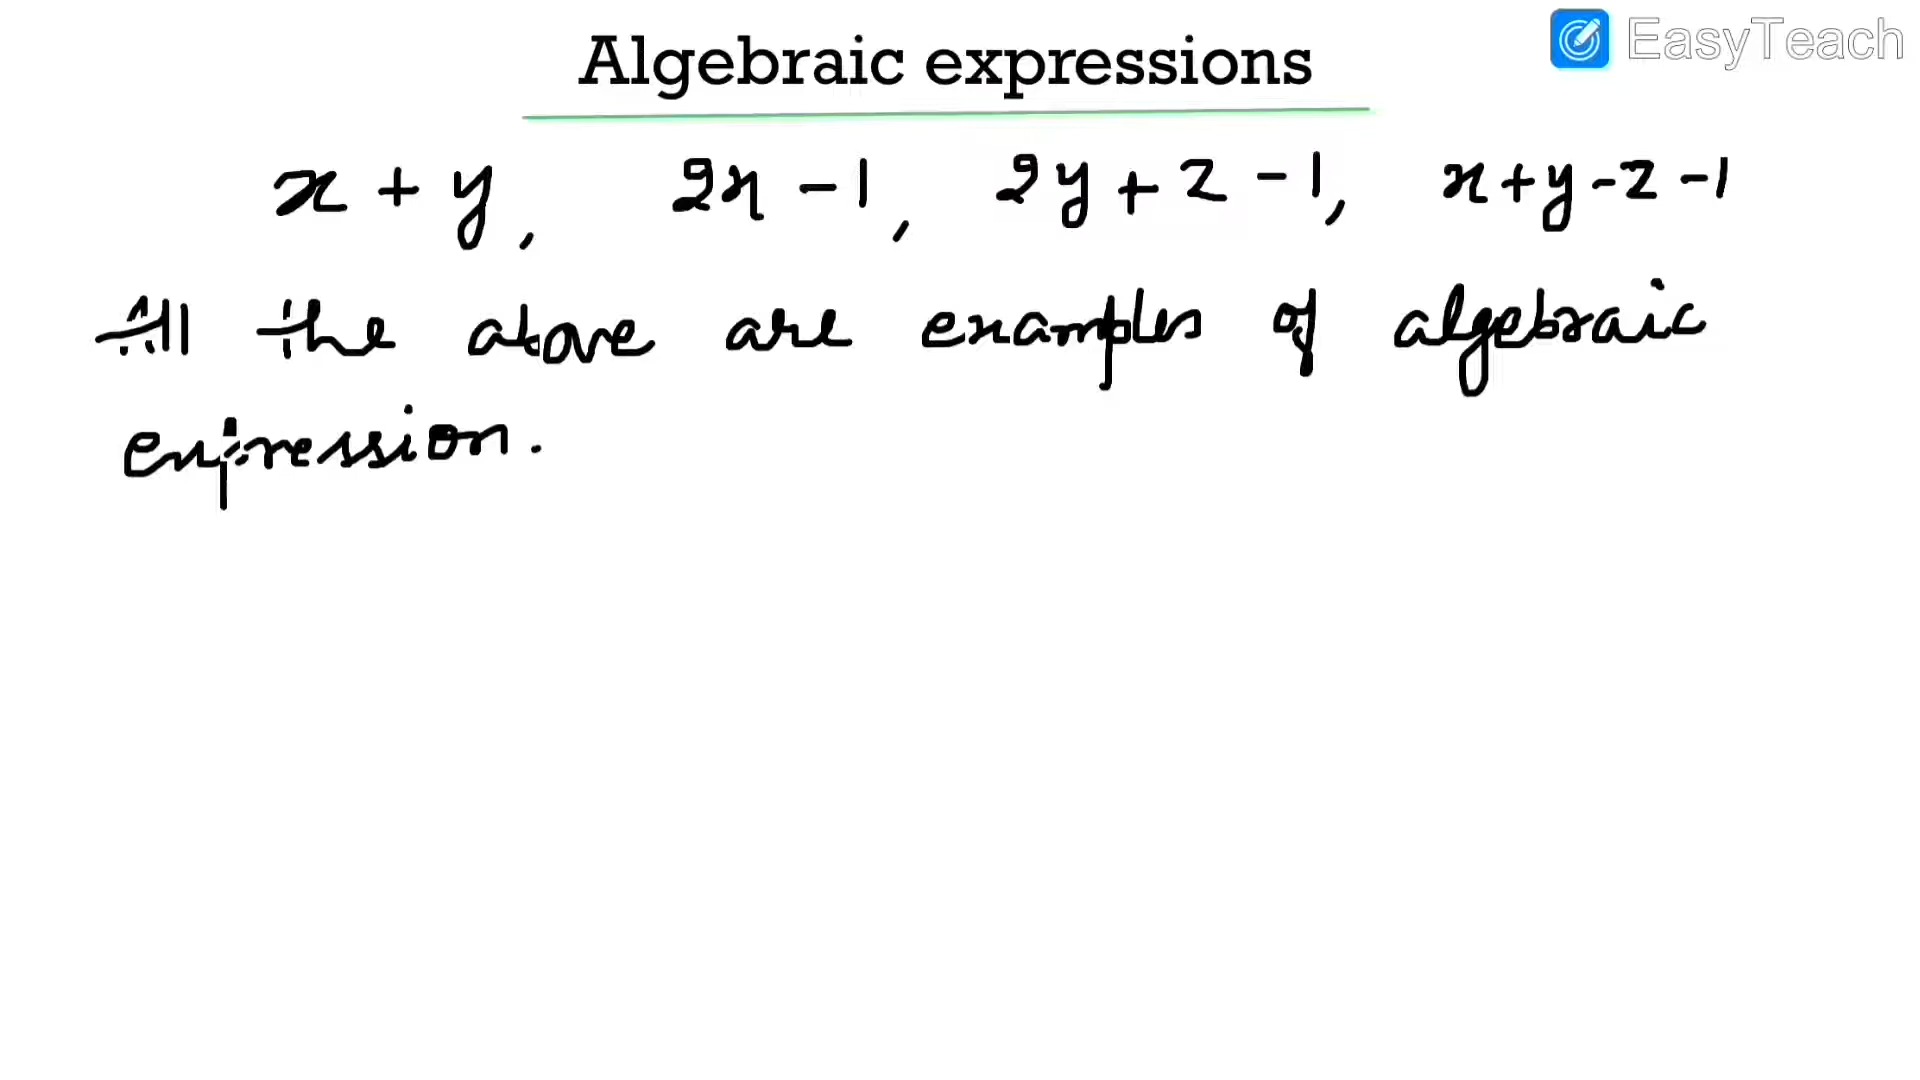 Algebraic expressions
EasyTeach
x + y, 2x - 1, 2y + z - 1, x + y - z - 1
All the above are examples of algebraic
expression.